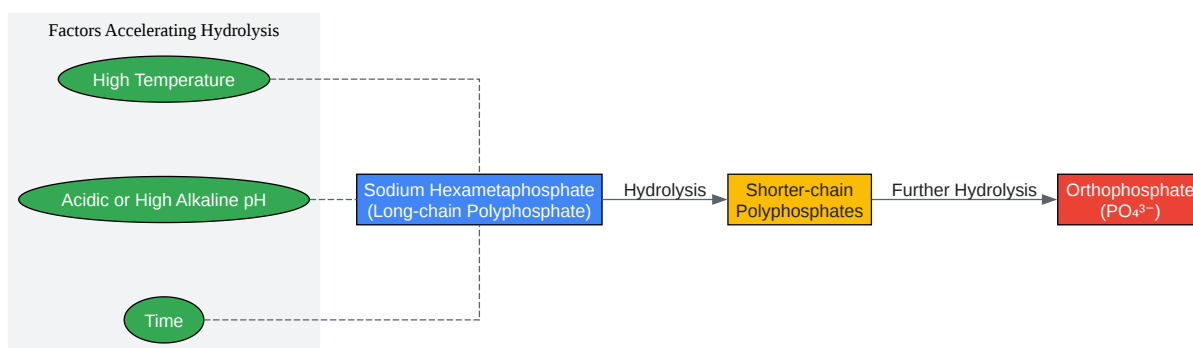 Factors Accelerating Hydrolysis
High Temperature
Acidic or High Alkaline pH
Time
Sodium Hexametaphosphate
(Long-chain Polyphosphate)
Hydrolysis
Shorter-chain
Polyphosphates
Further Hydrolysis
Orthophosphate
(PO₄³⁻)